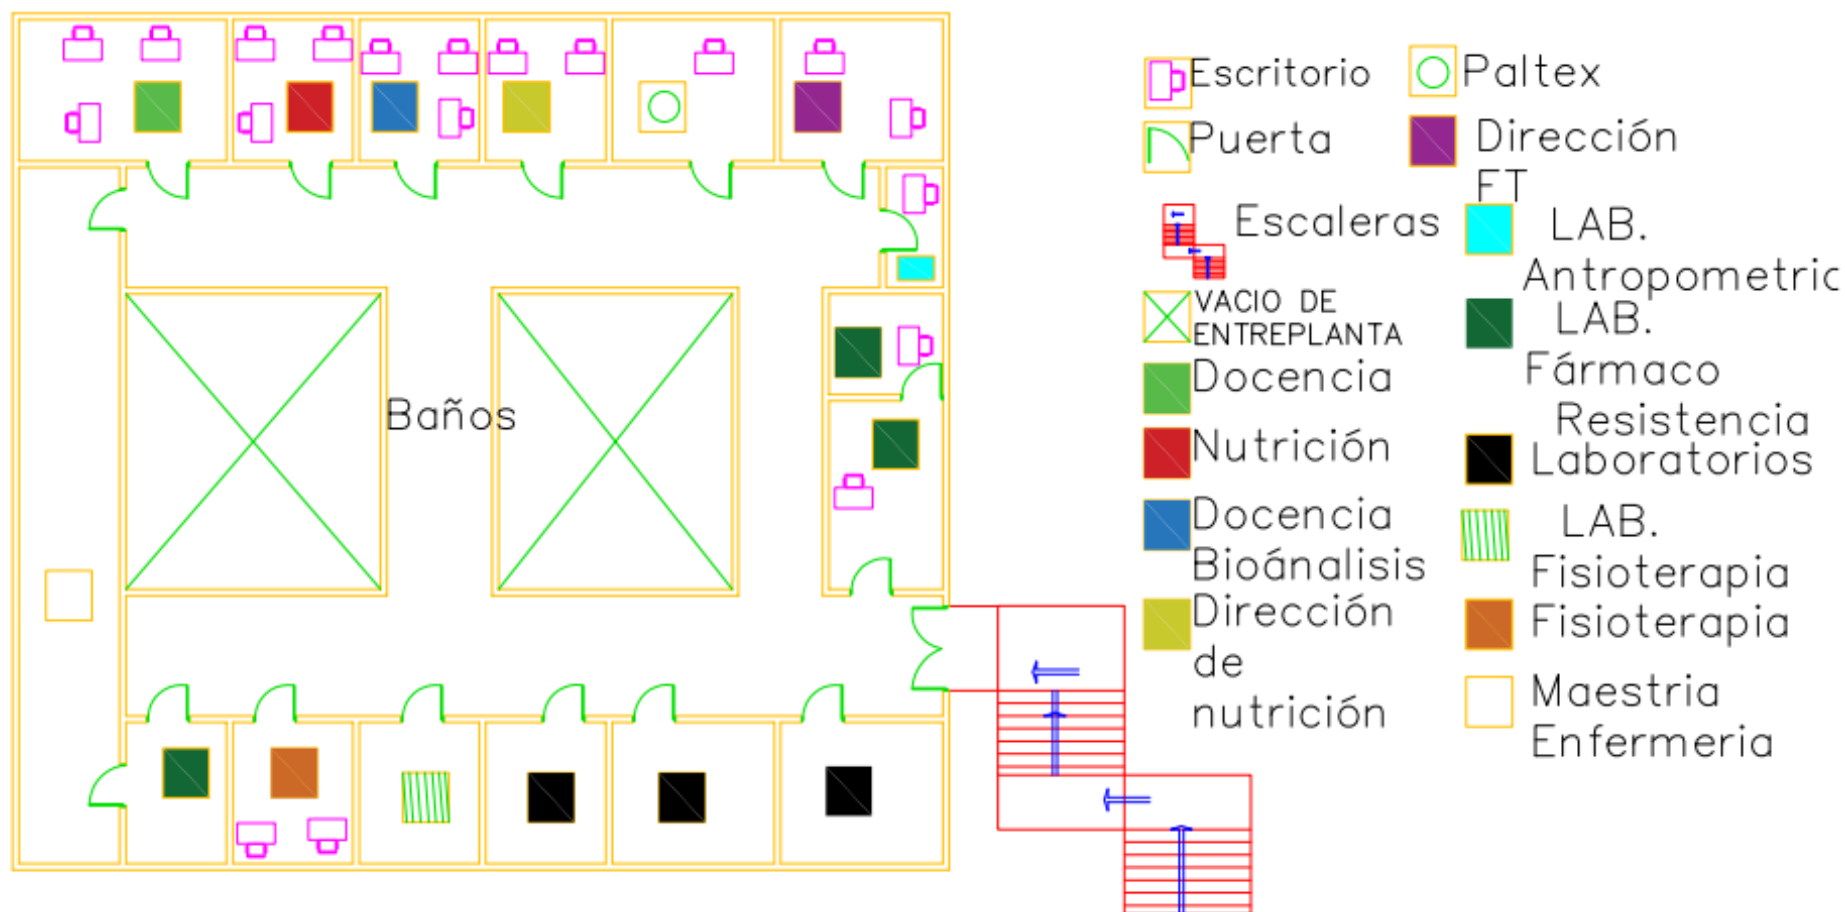 Baños
Escritorio
Puerta
Escaleras
VACIO DE
ENTREPLANTA
Docencia
Nutrición
Docencia
Bioánalisis
Dirección
de
nutrición
Paltex
Dirección
FT
LAB.
Antropometric
LAB.
Fármaco
Resistencia
Laboratorios
LAB.
Fisioterapia
Fisioterapia
Maestria
Enfermeria